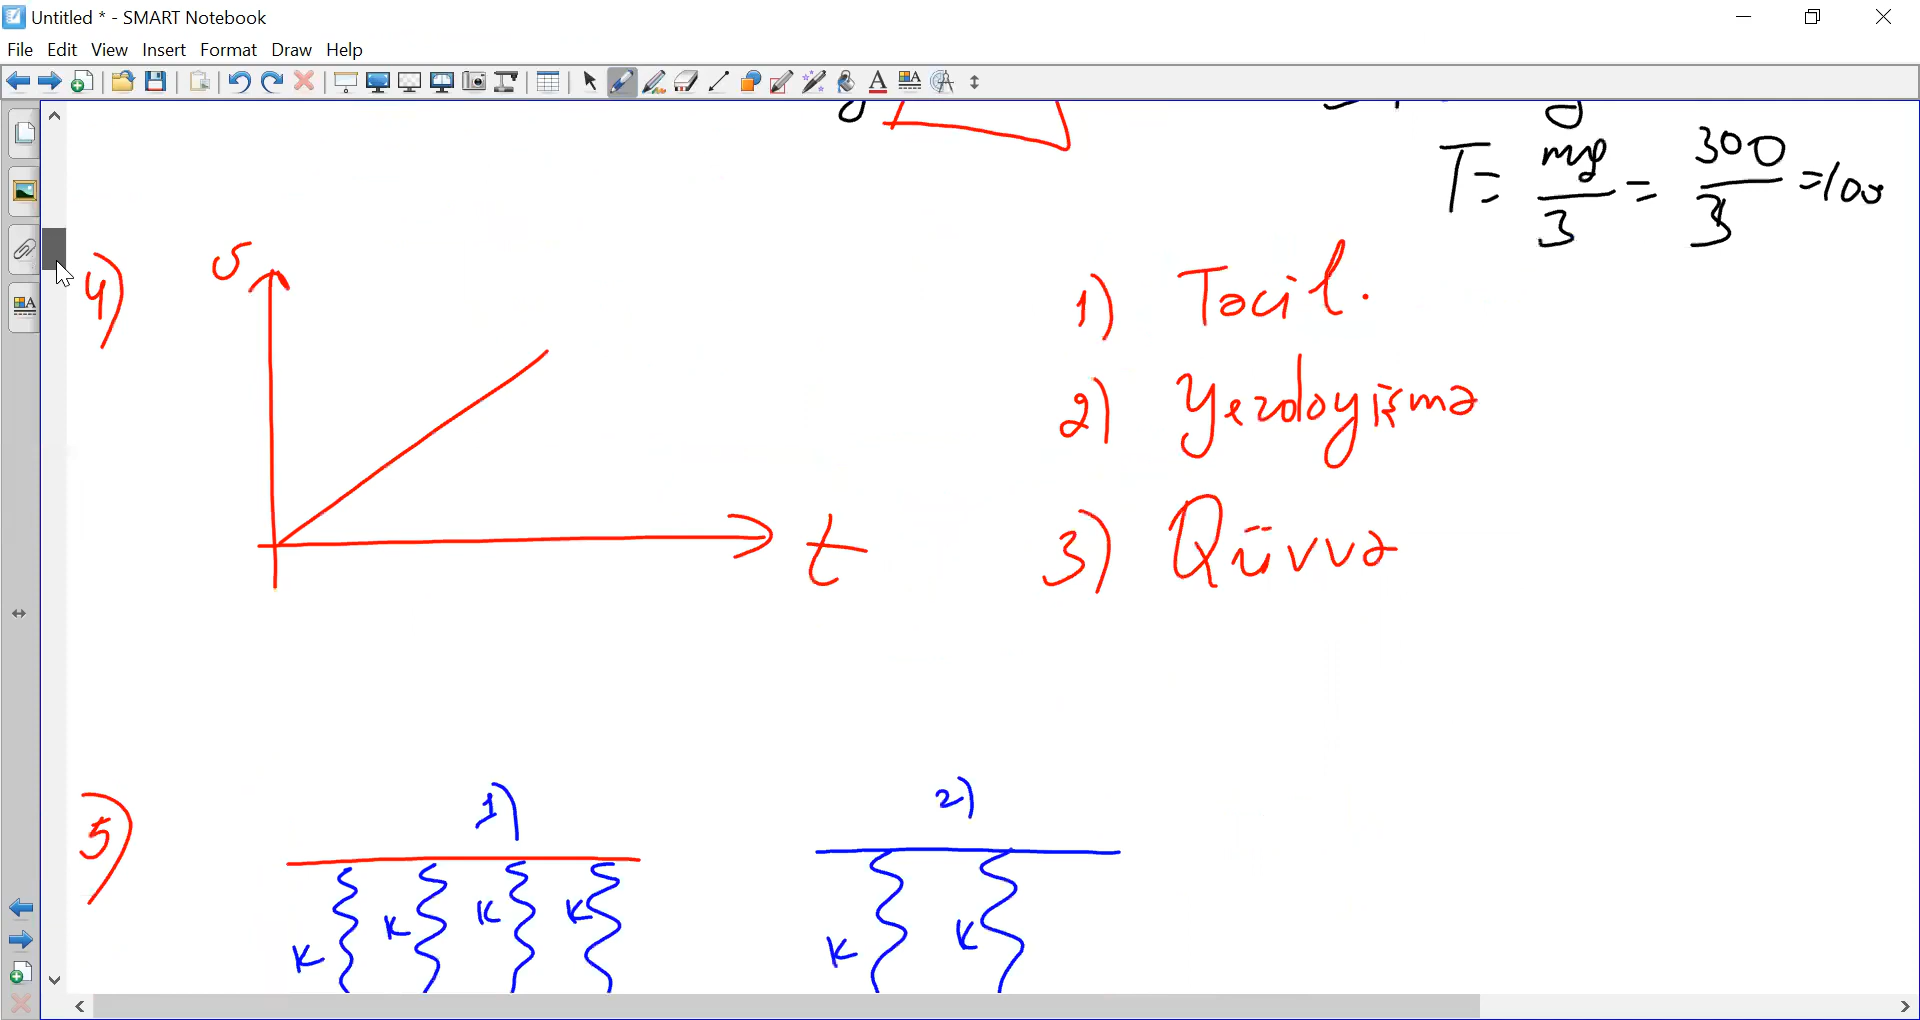 Untitled * - SMART Notebook
File Edit View Insert Format Draw Help
T = mg/3 = 300/3 = 100
4)
t
1) Təcil.
2) Yerdəyişmə
3) Qüvvə
5)
1)
2)
K K K K
K K